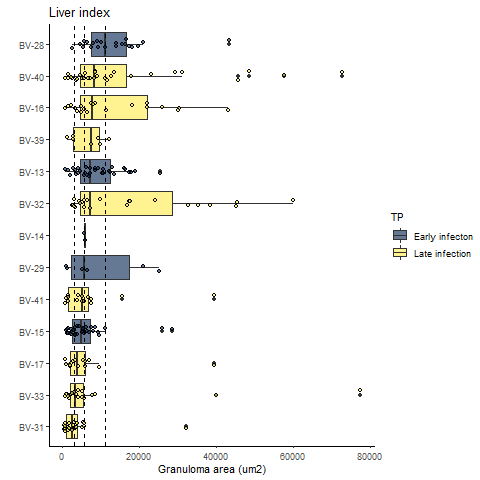 Liver index
BV-28
BV-40
BV-16
BV-39
BV-13
BV-32
BV-14
BV-29
BV-41
BV-15
BV-17
BV-33
BV-31
0 20000 40000 60000 80000
Granuloma area (um2)
TP
Early infecton
Late infection